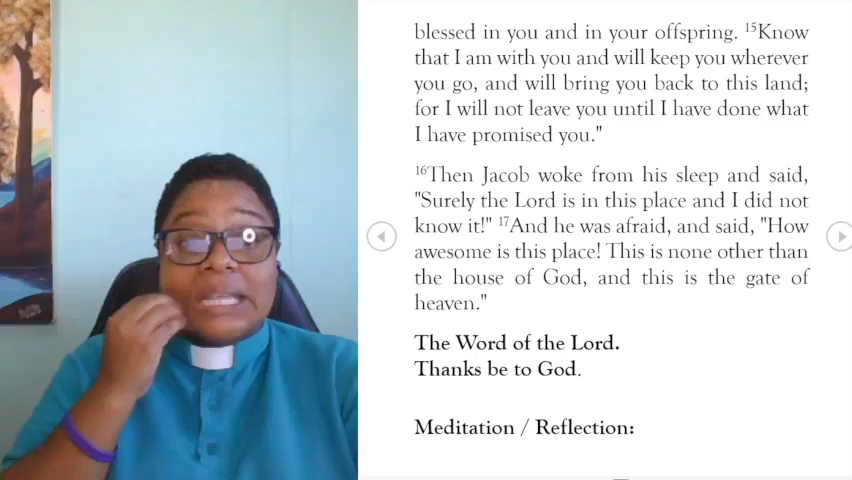 blessed in you and in your offspring. ¹⁵Know
that I am with you and will keep you wherever
you go, and will bring you back to this land;
for I will not leave you until I have done what
I have promised you."
¹⁶Then Jacob woke from his sleep and said,
"Surely the Lord is in this place and I did not
know it!" ¹⁷And he was afraid, and said, "How
awesome is this place! This is none other than
the house of God, and this is the gate of
heaven."
The Word of the Lord.
Thanks be to God.
Meditation / Reflection: